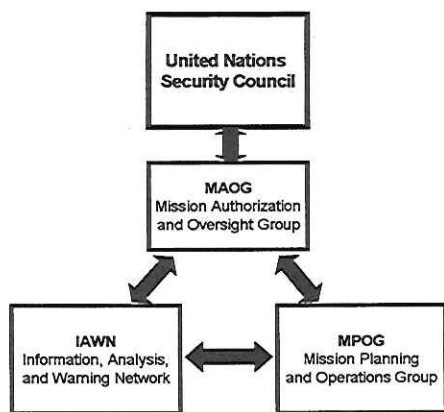 United Nations
Security Council
MAOG
Mission Authorization
and Oversight Group
IAWN
Information, Analysis,
and Warning Network
MPOG
Mission Planning
and Operations Group